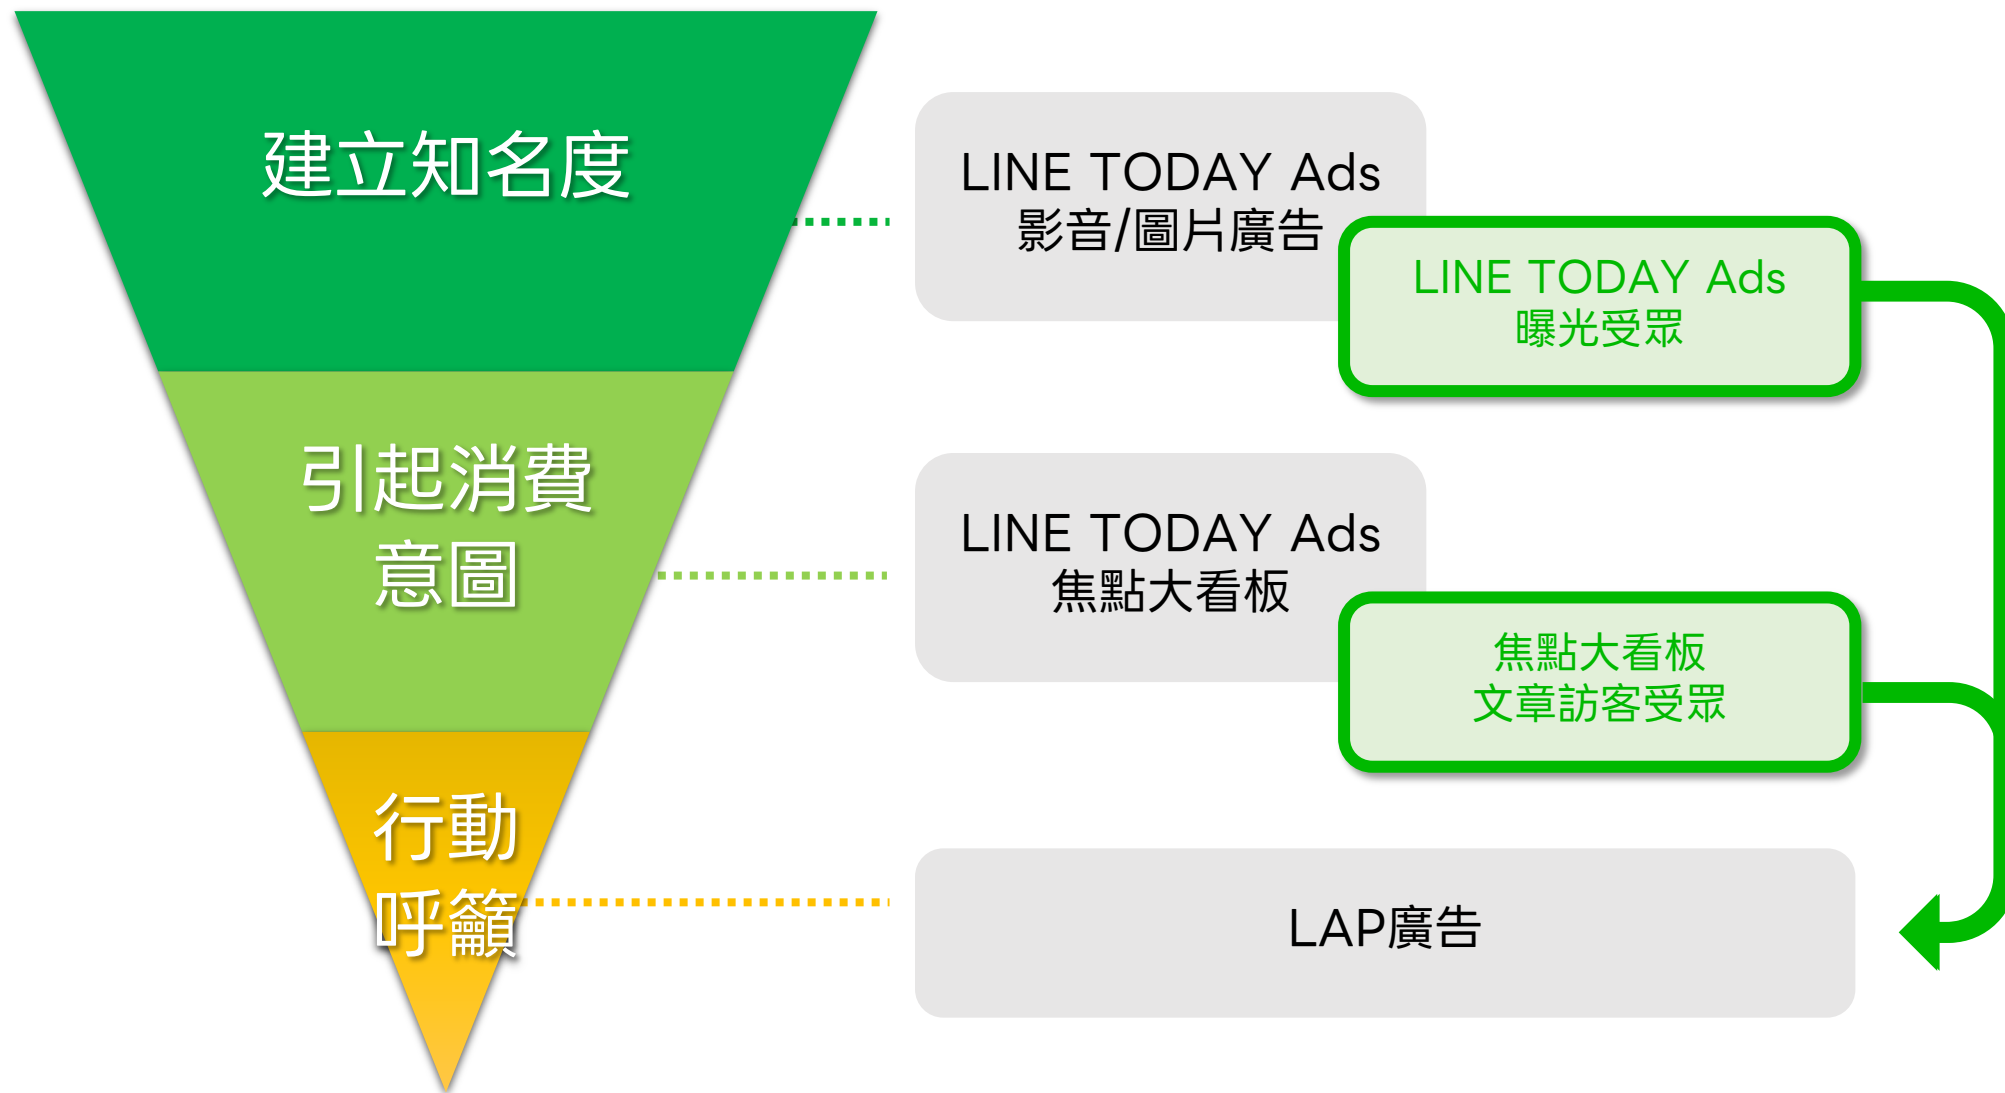 建立知名度
LINE TODAY Ads
影音/圖片廣告
LINE TODAY Ads
曝光受眾
引起消費
意圖
LINE TODAY Ads
焦點大看板
焦點大看板
文章訪客受眾
行動
呼籲
LAP廣告